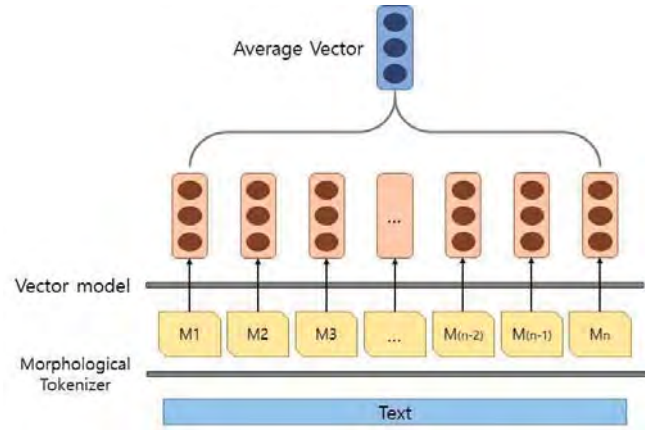 Average Vector
...
Vector model
M1 M2 M3 ... M(n-2) M(n-1) Mn
Morphological
Tokenizer
Text